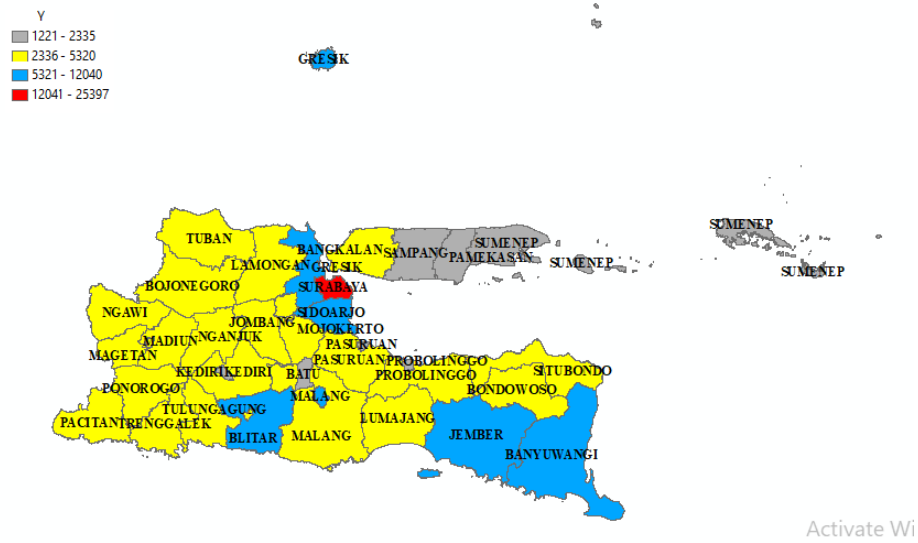 Y
1221 - 2335
2336 - 5320
5321 - 12040
12041 - 25397
GRESIK
TUBAN
BANGKALAN
SAMPANG
SUMENEP
PAMEKASAN
SUMENEP
SUMENEP
SUMENEP
LAMONGAN
GRESIK
BOJONEGORO
SURABAYA
NGAWI
SIDOARJO
JOMBANG
MOJOKERTO
MADIUN
NGANJUK
PASURUAN
MAGETAN
PASURUAN
PROBOLINGGO
KEDIRI
KEDIRI
BATU
PROBOLINGGO
SITUBONDO
PONOROGO
BONDOWOSO
MALANG
TULUNGAGUNG
LUMAJANG
PACITAN
TRENGGALEK
BLITAR
MALANG
JEMBER
BANYUWANGI
Activate Wi